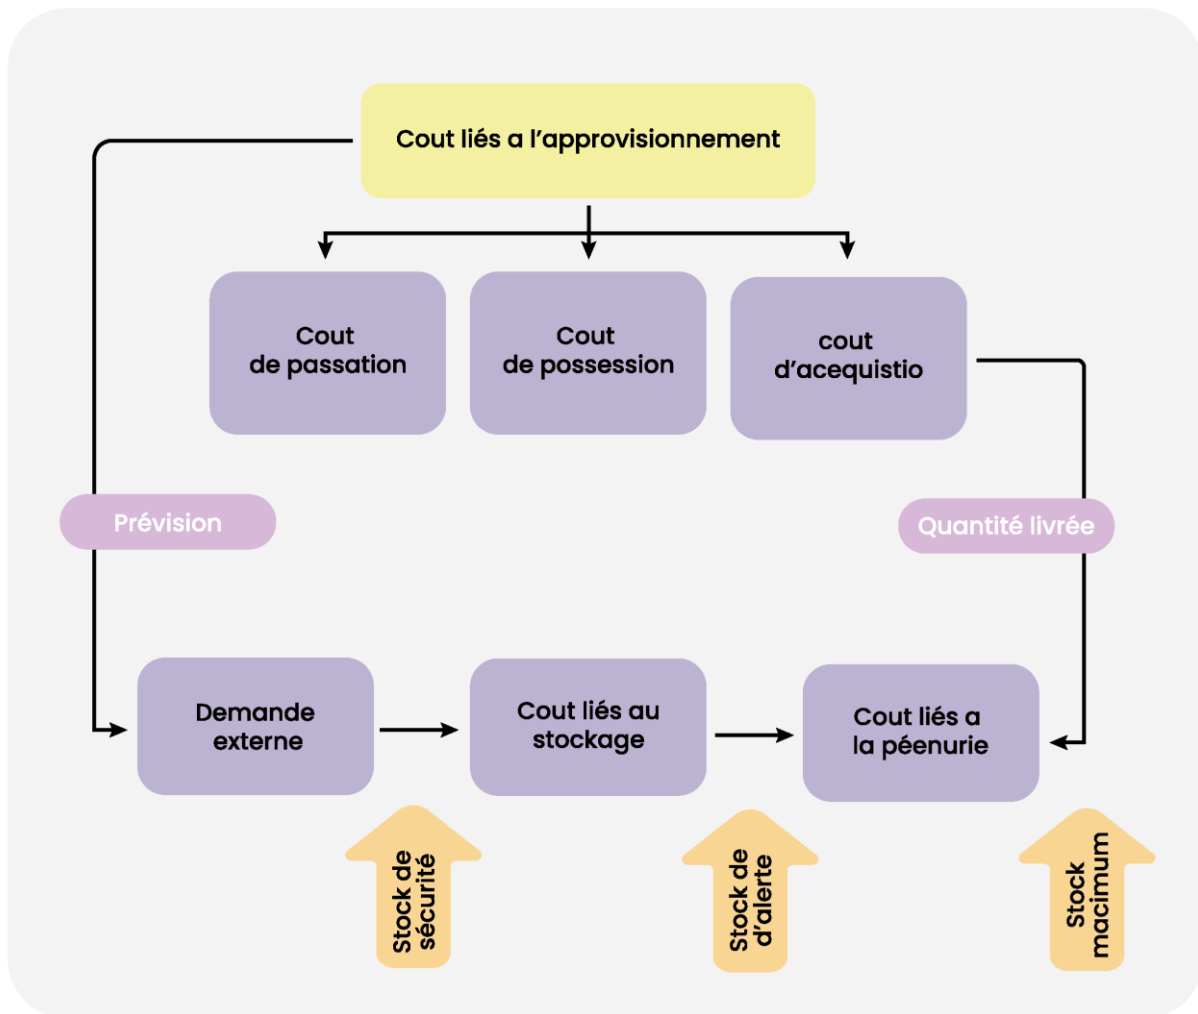 Cout liés a l’approvisionnement
Cout
de passation
Cout
de possession
cout
d’acequistio
Prévision
Quantité livrée
Demande
externe
Cout liés au
stockage
Cout liés a
la péenurie
Stock de
sécurité
Stock de
d’alerte
Stock
macimum